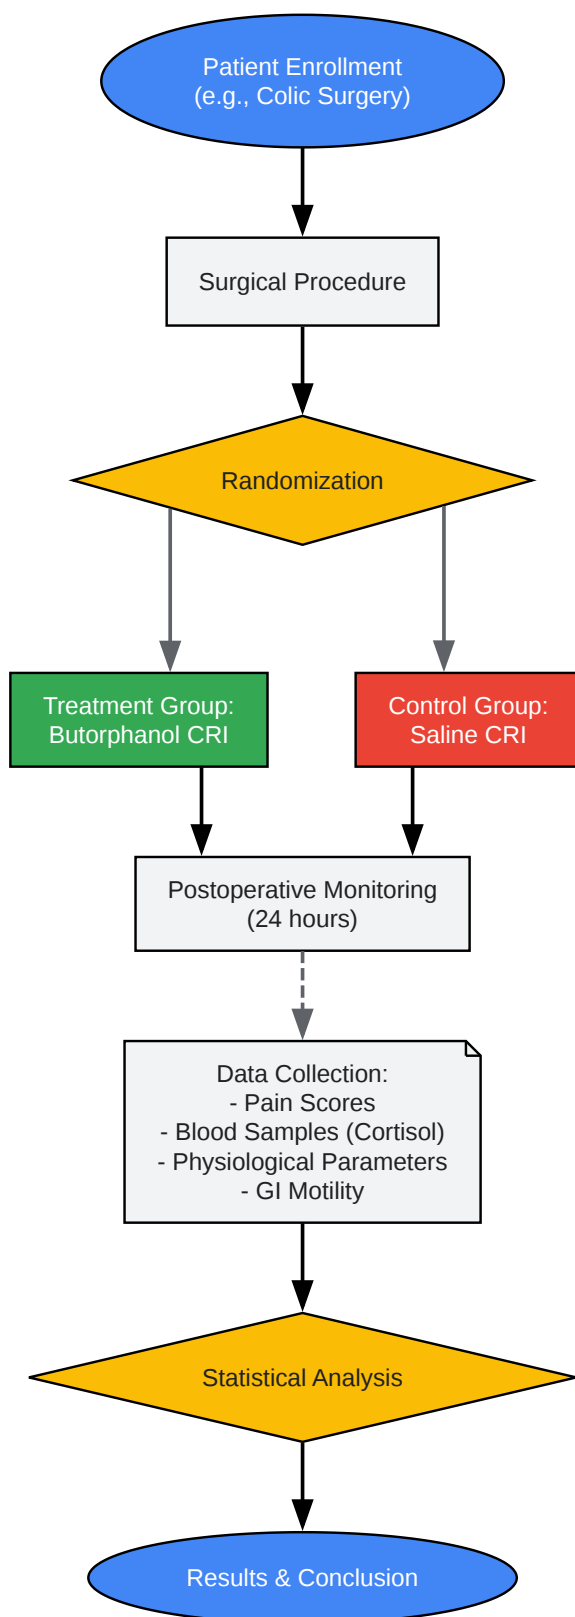 Patient Enrollment
(e.g., Colic Surgery)
Surgical Procedure
Randomization
Treatment Group:
Butorphanol CRI
Control Group:
Saline CRI
Postoperative Monitoring
(24 hours)
Data Collection:
- Pain Scores
- Blood Samples (Cortisol)
- Physiological Parameters
- GI Motility
Statistical Analysis
Results & Conclusion